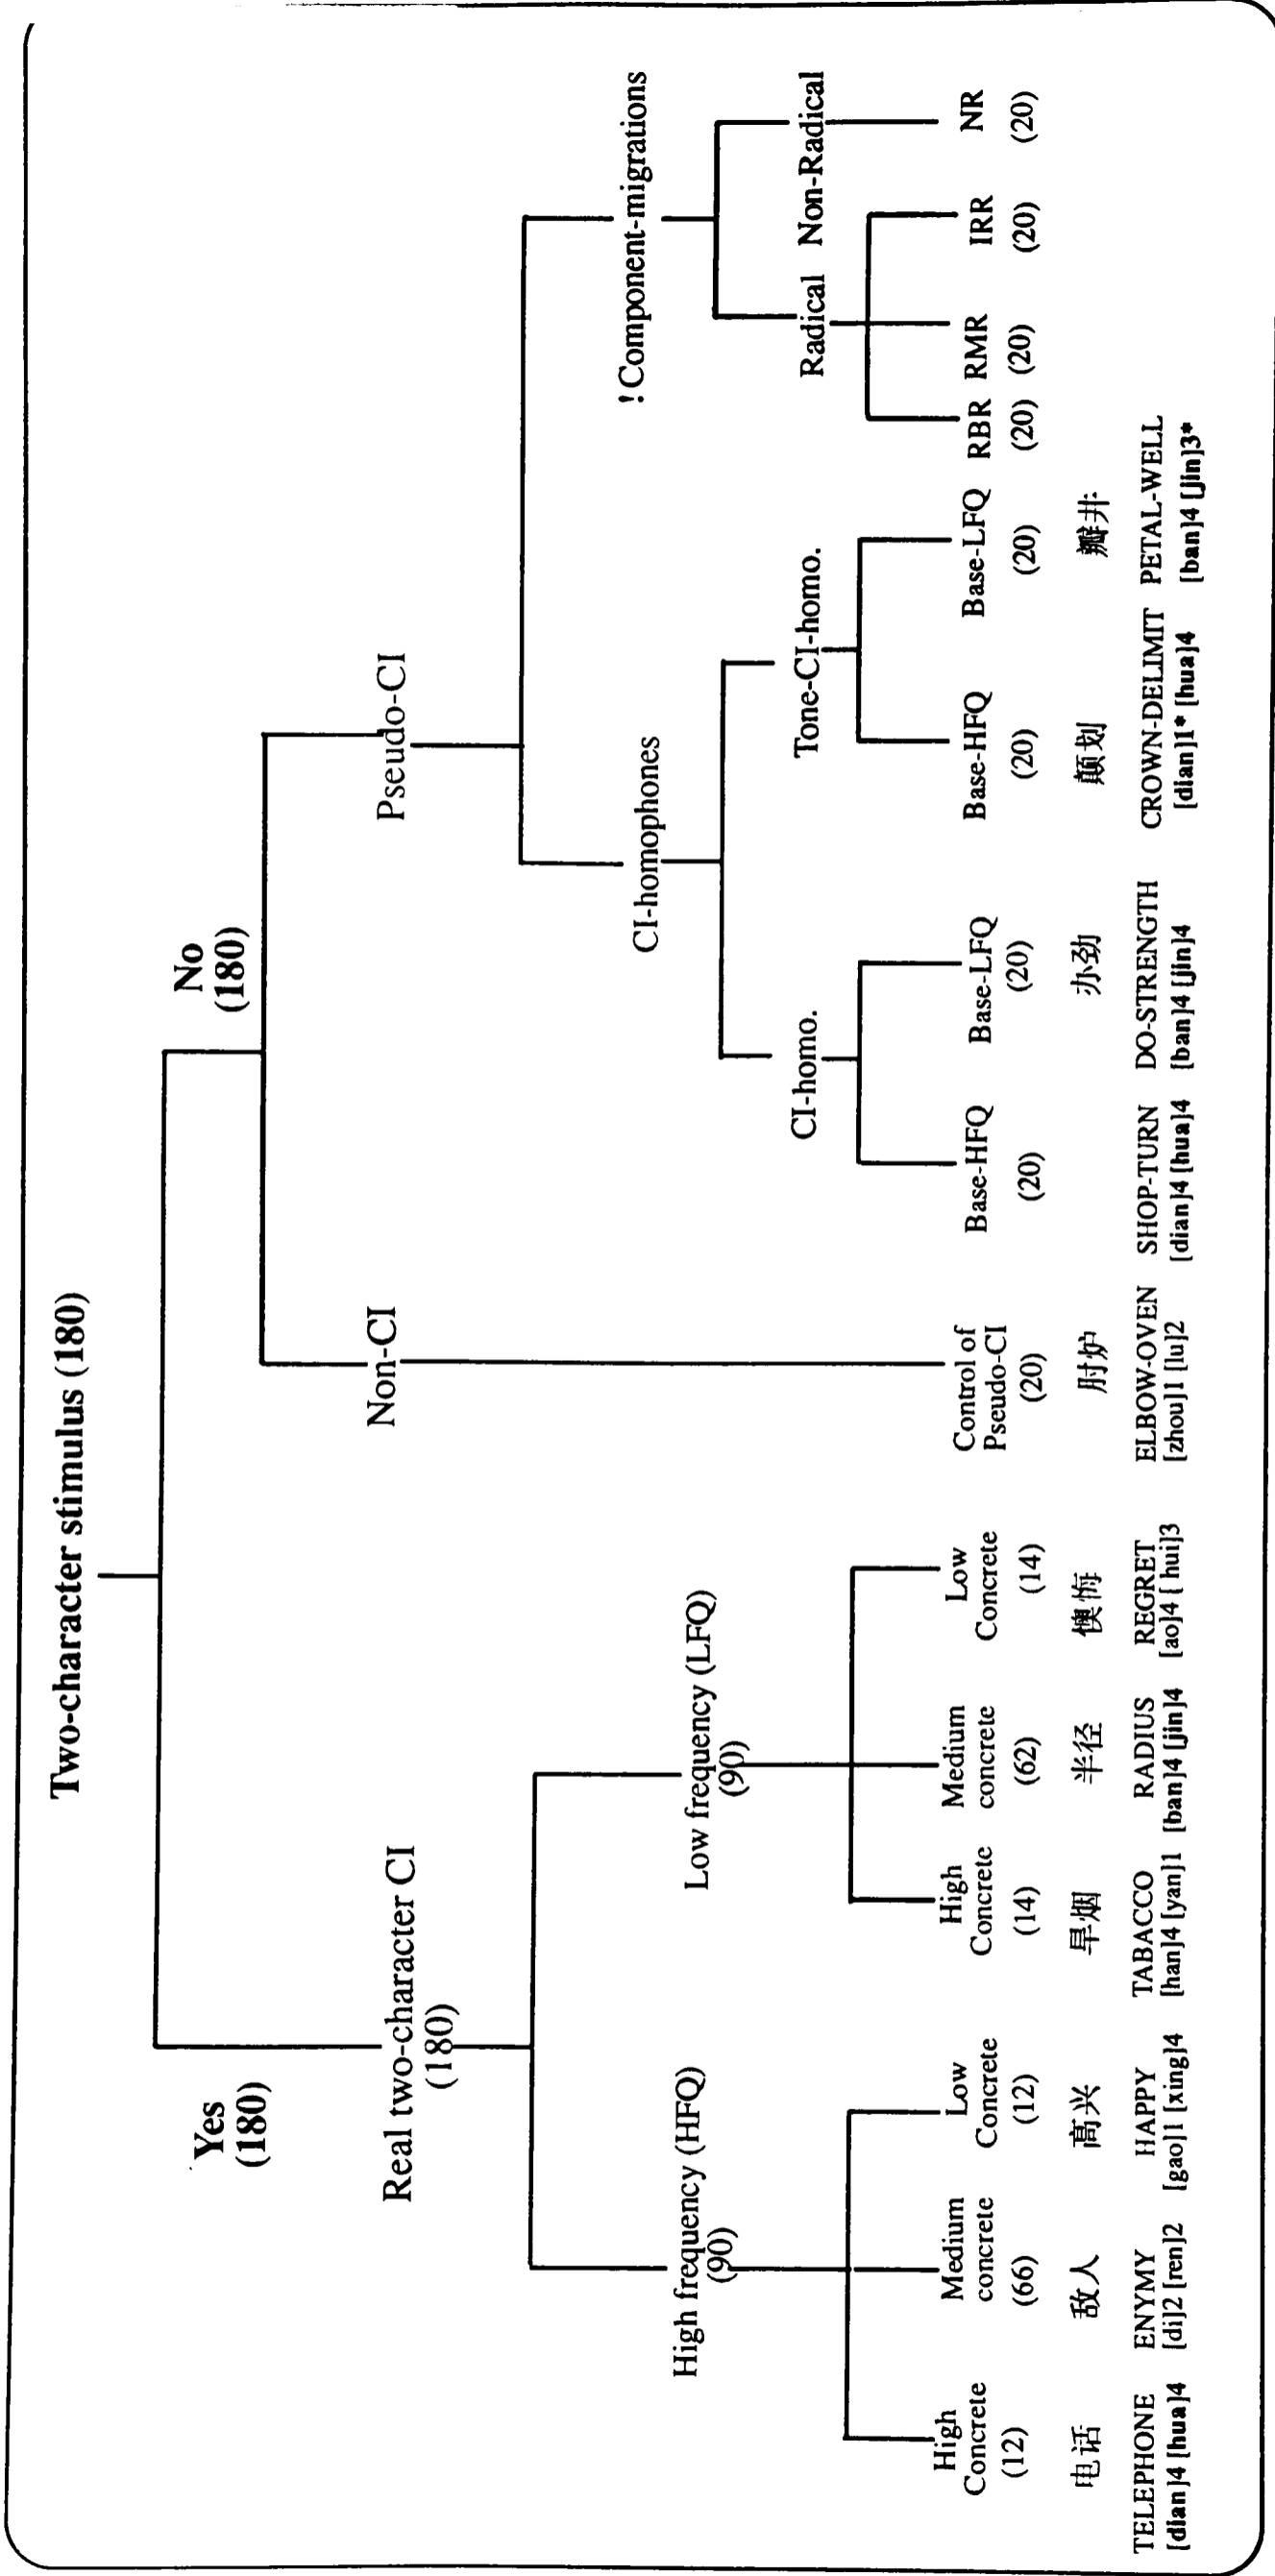 Two-character stimulus (180)
Yes
(180)
No
(180)
Real two-character CI
(180)
Non-CI
Pseudo-CI
High frequency (HFQ)
(90)
Low frequency (LFQ)
(90)
CI-homophones
! Component-migrations
CI-homo.
Tone-CI-homo.
Radical
Non-Radical
High
Concrete
(12)
电话
TELEPHONE
[dian]4 [hua]4
Medium
concrete
(66)
敌人
ENYMY
[di]2 [ren]2
Low
Concrete
(12)
高兴
HAPPY
[gao]1 [xing]4
High
Concrete
(14)
旱烟
TABACCO
[han]4 [yan]1
Medium
concrete
(62)
半径
RADIUS
[ban]4 [jin]4
Low
Concrete
(14)
懊悔
REGRET
[ao]4 [ hui]3
Control of
Pseudo-CI
(20)
肘炉
ELBOW-OVEN
[zhou]1 [lu]2
Base-HFQ
(20)
SHOP-TURN
[dian]4 [hua]4
Base-LFQ
(20)
办劲
DO-STRENGTH
[ban]4 [jin]4
Base-HFQ
(20)
颠划
CROWN-DELIMIT
[dian]1* [hua]4
Base-LFQ
(20)
瓣井
PETAL-WELL
[ban]4 [jin]3*
RBR
(20)
RMR
(20)
IRR
(20)
NR
(20)